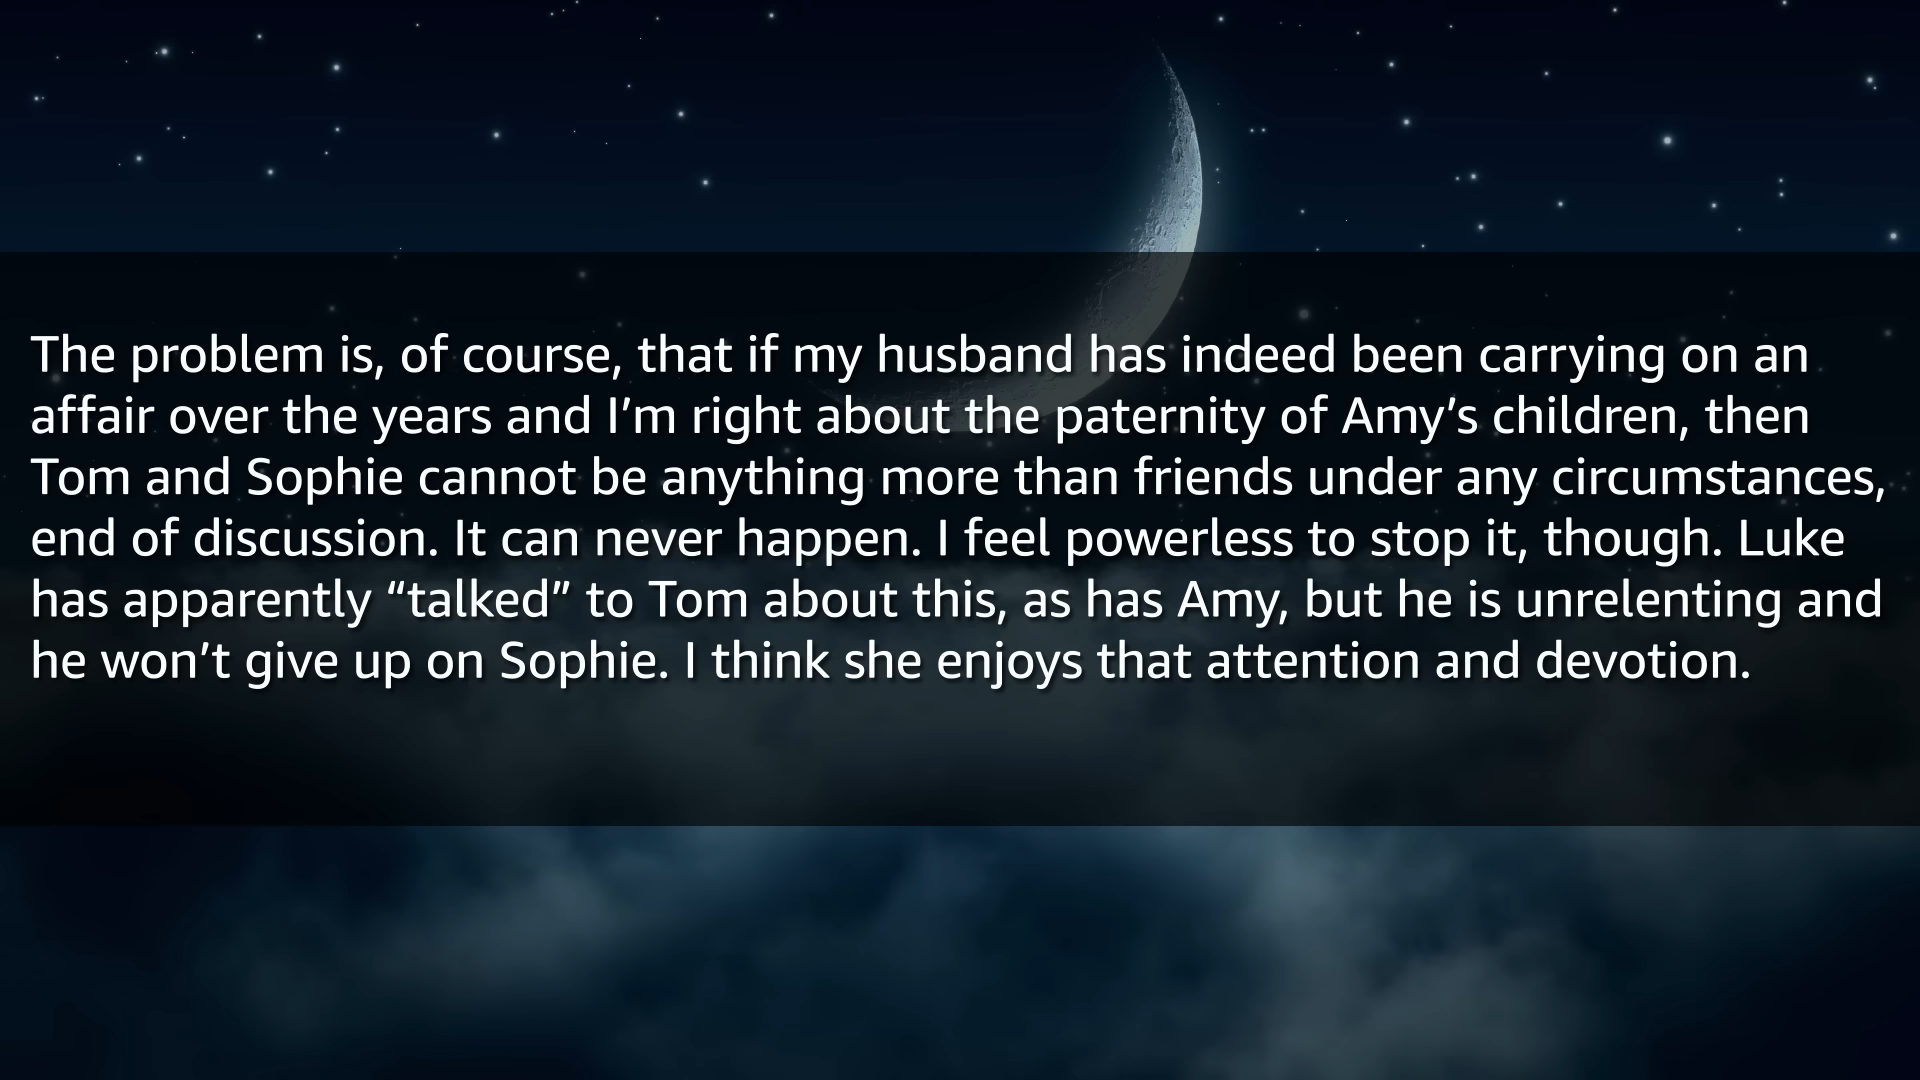 The problem is, of course, that if my husband has indeed been carrying on an
affair over the years and I’m right about the paternity of Amy’s children, then
Tom and Sophie cannot be anything more than friends under any circumstances,
end of discussion. It can never happen. I feel powerless to stop it, though. Luke
has apparently “talked” to Tom about this, as has Amy, but he is unrelenting and
he won’t give up on Sophie. I think she enjoys that attention and devotion.